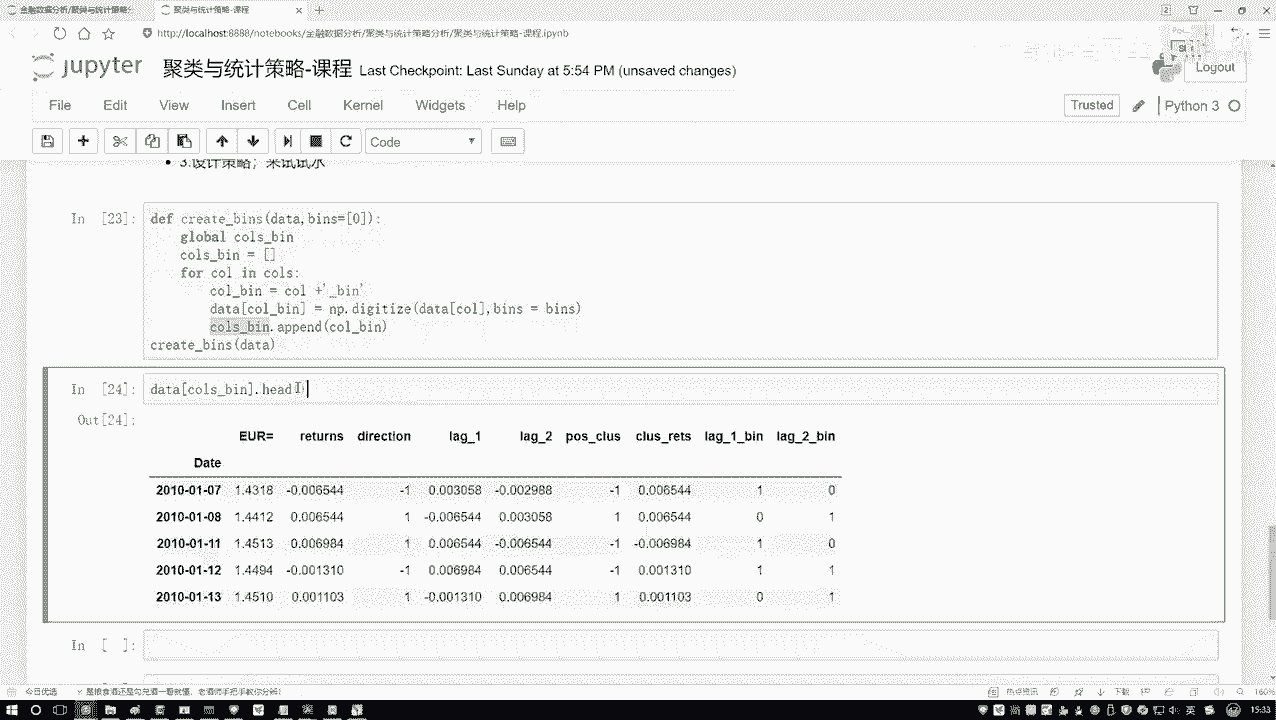 聚类与统计策略-课程
http://localhost:8888/notebooks/金融数据分析/聚类与统计策略分析/聚类与统计策略-课程.ipynb
jupyter 聚类与统计策略-课程 Last Checkpoint: Last Sunday at 5:54 PM (unsaved changes)
Logout
File Edit View Insert Cell Kernel Widgets Help
Trusted Python 3
Code
3.设计策略，来试试水
In [23]:
def create_bins(data,bins=[0]):
global cols_bin
cols_bin = []
for col in cols:
col_bin = col +'_bin'
data[col_bin] = np.digitize(data[col],bins = bins)
cols_bin.append(col_bin)
create_bins(data)
In [24]: data[cols_bin].head()
Out[24]:
EUR= returns direction lag_1 lag_2 pos_clus clus_rets lag_1_bin lag_2_bin
Date
2010-01-07 1.4318 -0.006544 -1 0.003058 -0.002988 -1 0.006544 1 0
2010-01-08 1.4412 0.006544 1 -0.006544 0.003058 1 0.006544 0 1
2010-01-11 1.4513 0.006984 1 0.006544 -0.006544 -1 -0.006984 1 0
2010-01-12 1.4494 -0.001310 -1 0.006984 0.006544 -1 0.001310 1 1
2010-01-13 1.4510 0.001103 1 -0.001310 0.006984 1 0.001103 0 1
In [ ]:
今日优选
热点资讯 下载 160%
15:33